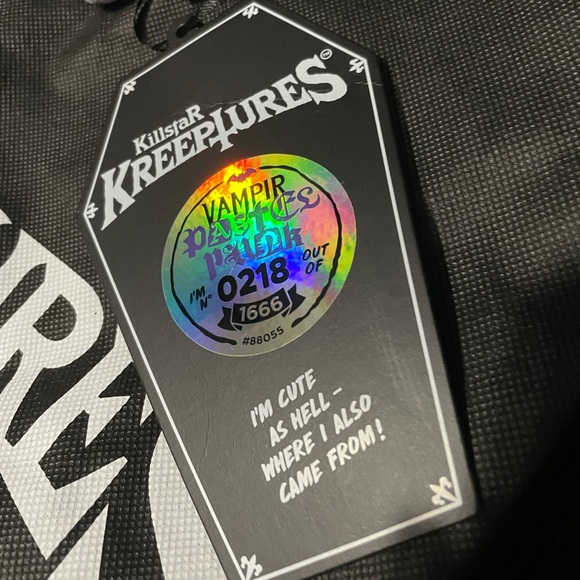 KillstaR
KREEPTURES
VAMPIR
PASTEL
PUNK
I'M
Nº
0218
OUT
OF
1666
#88055
I'M CUTE
AS HELL –
WHERE I ALSO
CAME FROM!